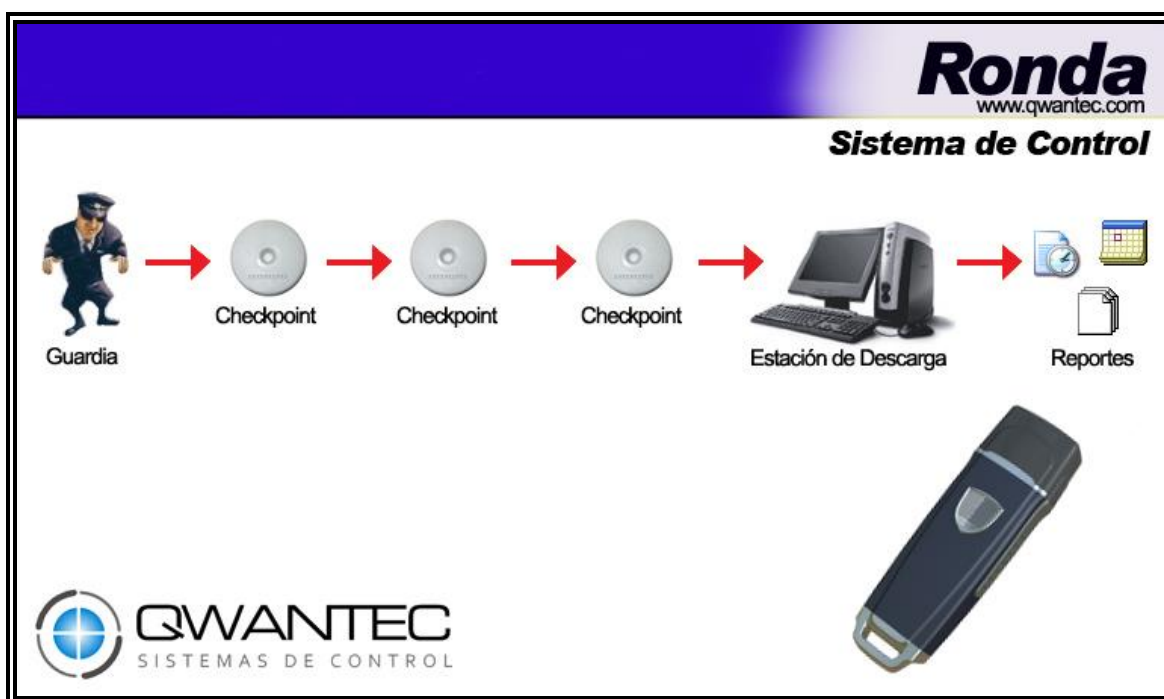 Ronda
www.qwantec.com
Sistema de Control
Checkpoint
Checkpoint
Checkpoint
Guardia
Estación de Descarga
Reportes
QWANTEC
SISTEMAS DE CONTROL